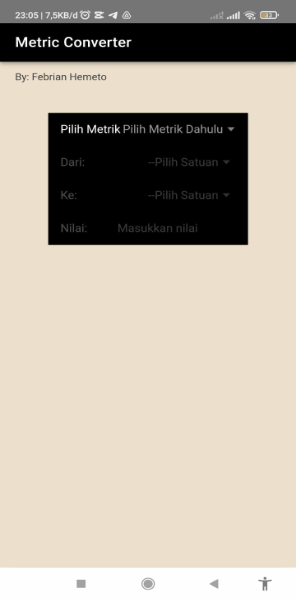 23:05 | 7,5KB/d
Metric Converter
By: Febrian Hemeto
Pilih Metrik Pilih Metrik Dahulu
Dari: --Pilih Satuan
Ke: --Pilih Satuan
Nilai: Masukkan nilai